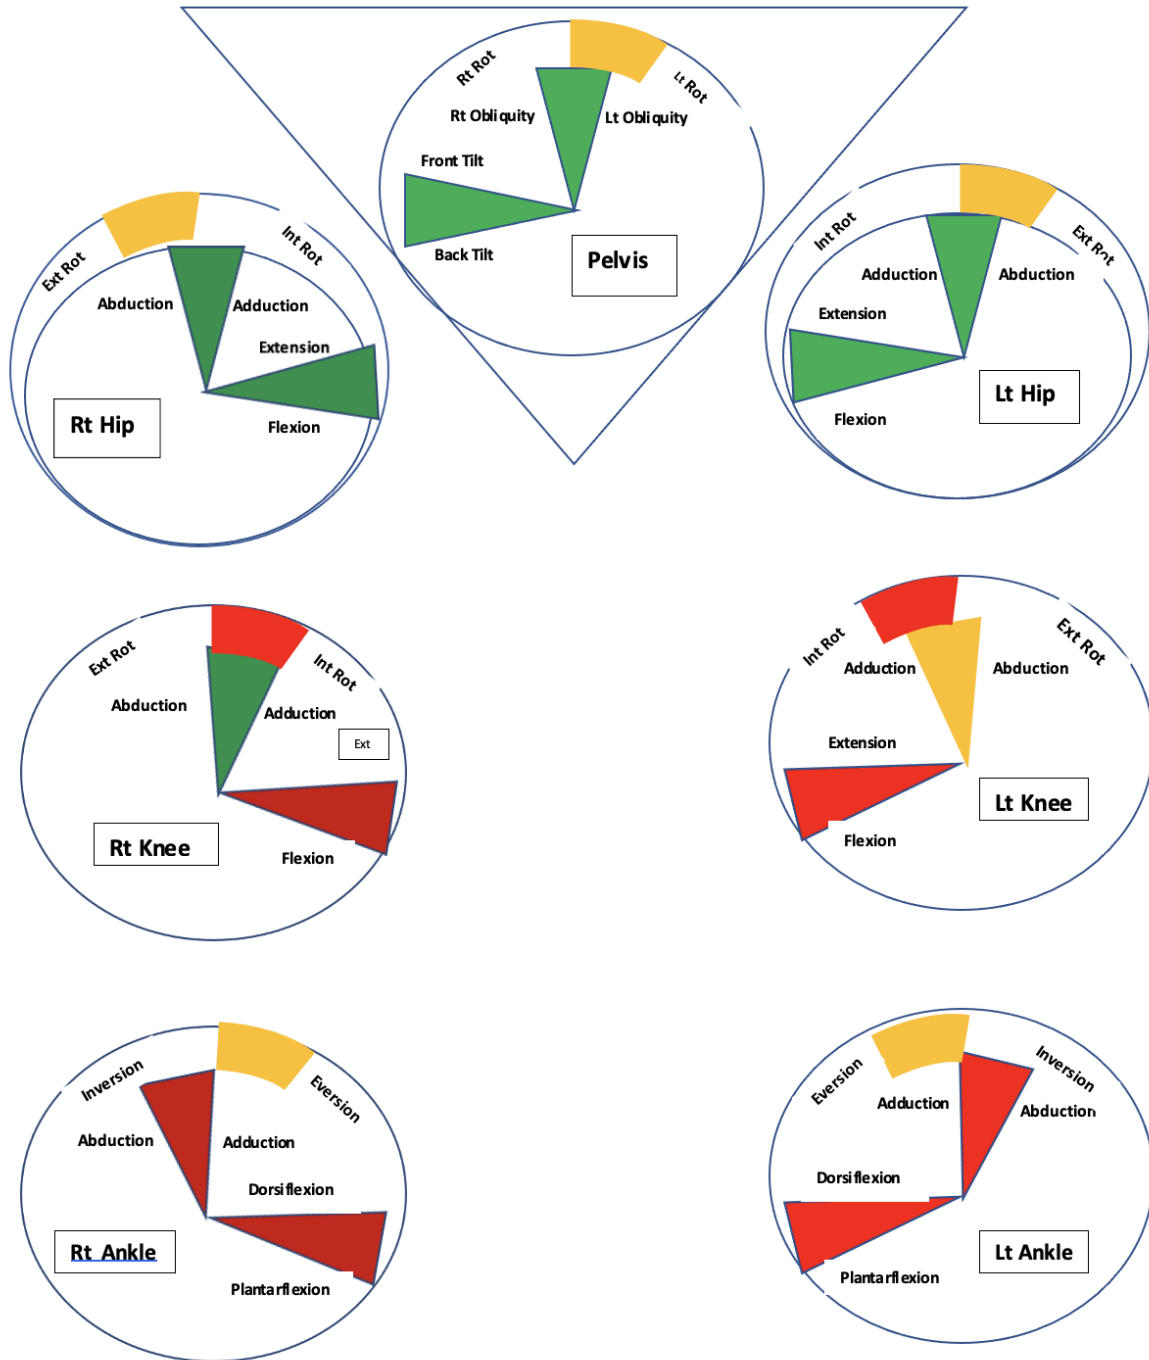 Rt Rot
Lt Rot
Rt Obliquity
Lt Obliquity
Front Tilt
Back Tilt
Pelvis
Ext Rot
Int Rot
Abduction
Adduction
Extension
Flexion
Rt Hip
Int Rot
Ext Rot
Adduction
Abduction
Extension
Flexion
Lt Hip
Ext Rot
Int Rot
Abduction
Adduction
Ext
Flexion
Rt Knee
Int Rot
Ext Rot
Adduction
Abduction
Extension
Flexion
Lt Knee
Inversion
Eversion
Abduction
Adduction
Dorsiflexion
Plantarflexion
Rt Ankle
Eversion
Inversion
Adduction
Abduction
Dorsiflexion
Plantarflexion
Lt Ankle